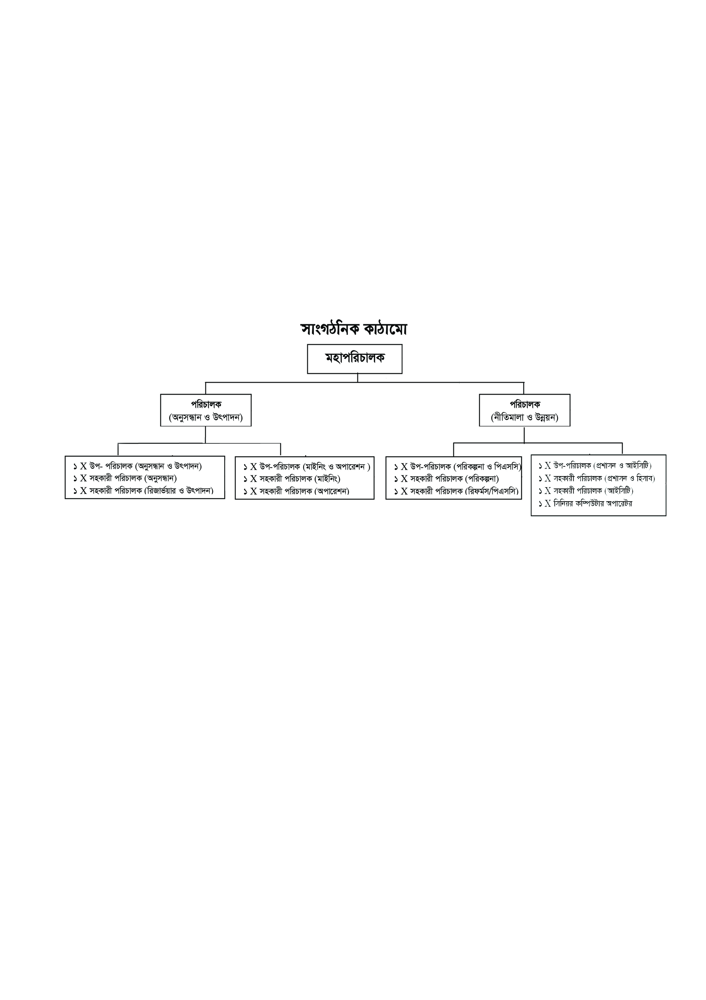 সাংগঠনিক কাঠামো
মহাপরিচালক
পরিচালক
(অনুসন্ধান ও উৎপাদন)
পরিচালক
(নীতিমালা ও উন্নয়ন)
১ X উপ- পরিচালক (অনুসন্ধান ও উৎপাদন)
১ X সহকারী পরিচালক (অনুসন্ধান)
১ X সহকারী পরিচালক (রিজার্ভয়ার ও উৎপাদন)
১ X উপ-পরিচালক (মাইনিং ও অপারেশন )
১ X সহকারী পরিচালক (মাইনিং)
১ X সহকারী পরিচালক (অপারেশন)
১ X উপ-পরিচালক (পরিকল্পনা ও পিএসসি)
১ X সহকারী পরিচালক (পরিকল্পনা)
১ X সহকারী পরিচালক (রিফর্মস/পিএসসি)
১ X উপ-পরিচালক (প্রশাসন ও আইসিটি)
১ X সহকারী পরিচালক (প্রশাসন ও হিসাব)
১ X সহকারী পরিচালক (আইসিটি)
১ X সিনিয়র কম্পিউটার অপারেটর